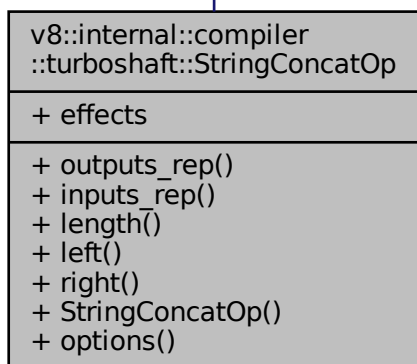 v8::internal::compiler
::turboshaft::StringConcatOp
+ effects
+ outputs_rep()
+ inputs_rep()
+ length()
+ left()
+ right()
+ StringConcatOp()
+ options()